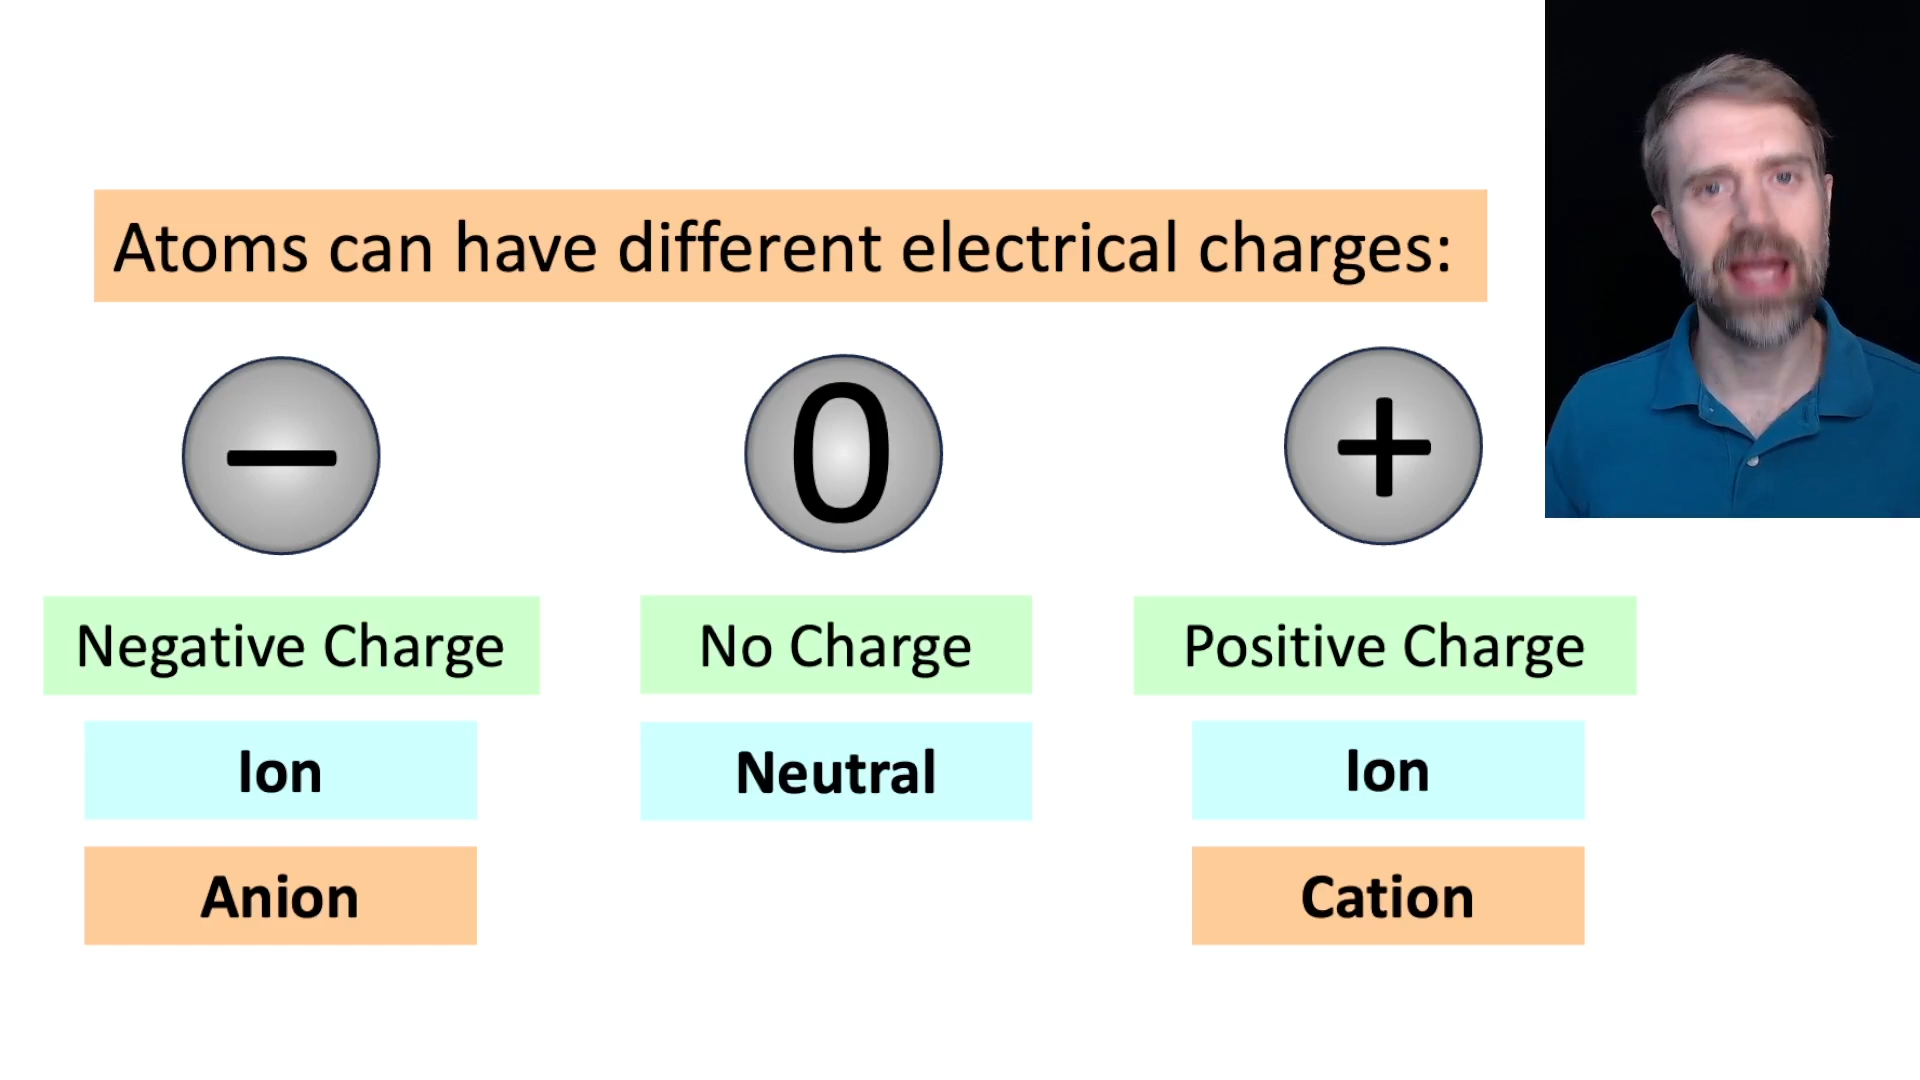 Atoms can have different electrical charges:
− 0 +
Negative Charge No Charge Positive Charge
Ion Neutral Ion
Anion Cation